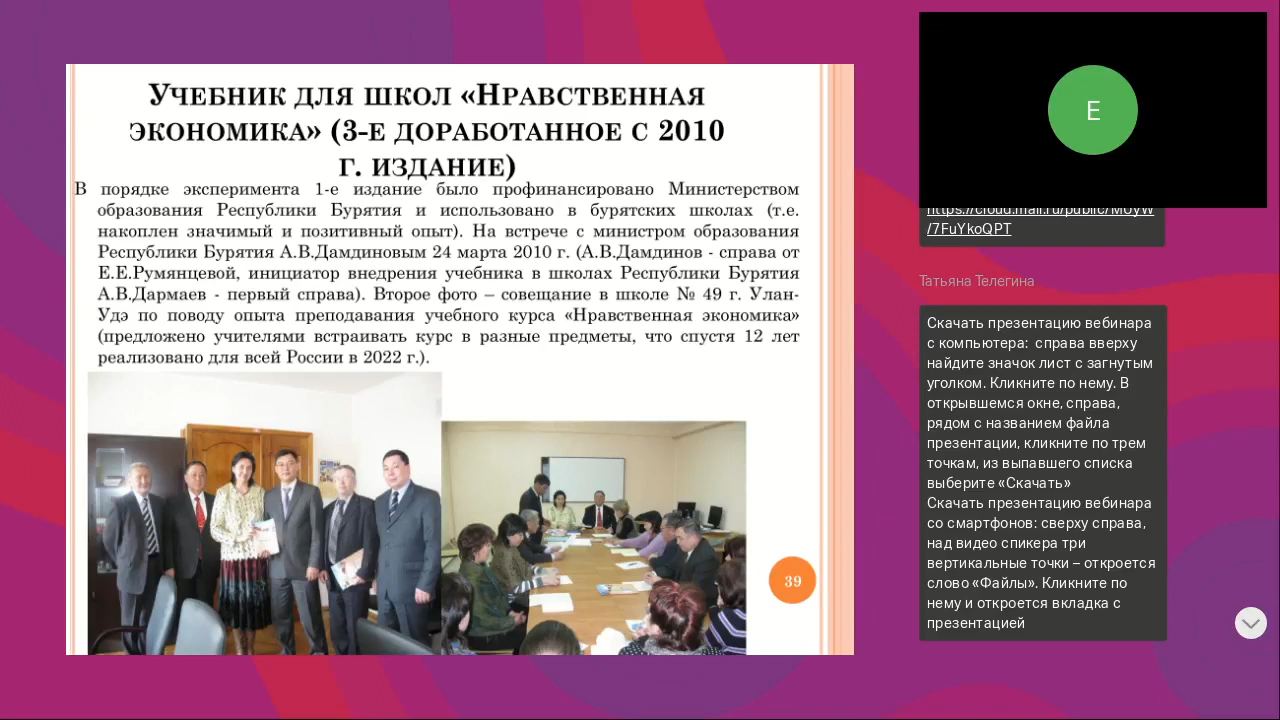 Учебник для школ «Нравственная
экономика» (3-е доработанное с 2010
г. издание)
В порядке эксперимента 1-е издание было профинансировано Министерством
образования Республики Бурятия и использовано в бурятских школах (т.е.
накоплен значимый и позитивный опыт). На встрече с министром образования
Республики Бурятия А.В.Дамдиновым 24 марта 2010 г. (А.В.Дамдинов - справа от
Е.Е.Румянцевой, инициатор внедрения учебника в школах Республики Бурятия
А.В.Дармаев - первый справа). Второе фото – совещание в школе № 49 г. Улан-
Удэ по поводу опыта преподавания учебного курса «Нравственная экономика»
(предложено учителями встраивать курс в разные предметы, что спустя 12 лет
реализовано для всей России в 2022 г.).
39
E
https://cloud.mail.ru/public/MUyW
/7FuYkoQPT
Татьяна Телегина
Скачать презентацию вебинара
с компьютера: справа вверху
найдите значок лист с загнутым
уголком. Кликните по нему. В
открывшемся окне, справа,
рядом с названием файла
презентации, кликните по трем
точкам, из выпавшего списка
выберите «Скачать»
Скачать презентацию вебинара
со смартфонов: сверху справа,
над видео спикера три
вертикальные точки – откроется
слово «Файлы». Кликните по
нему и откроется вкладка с
презентацией